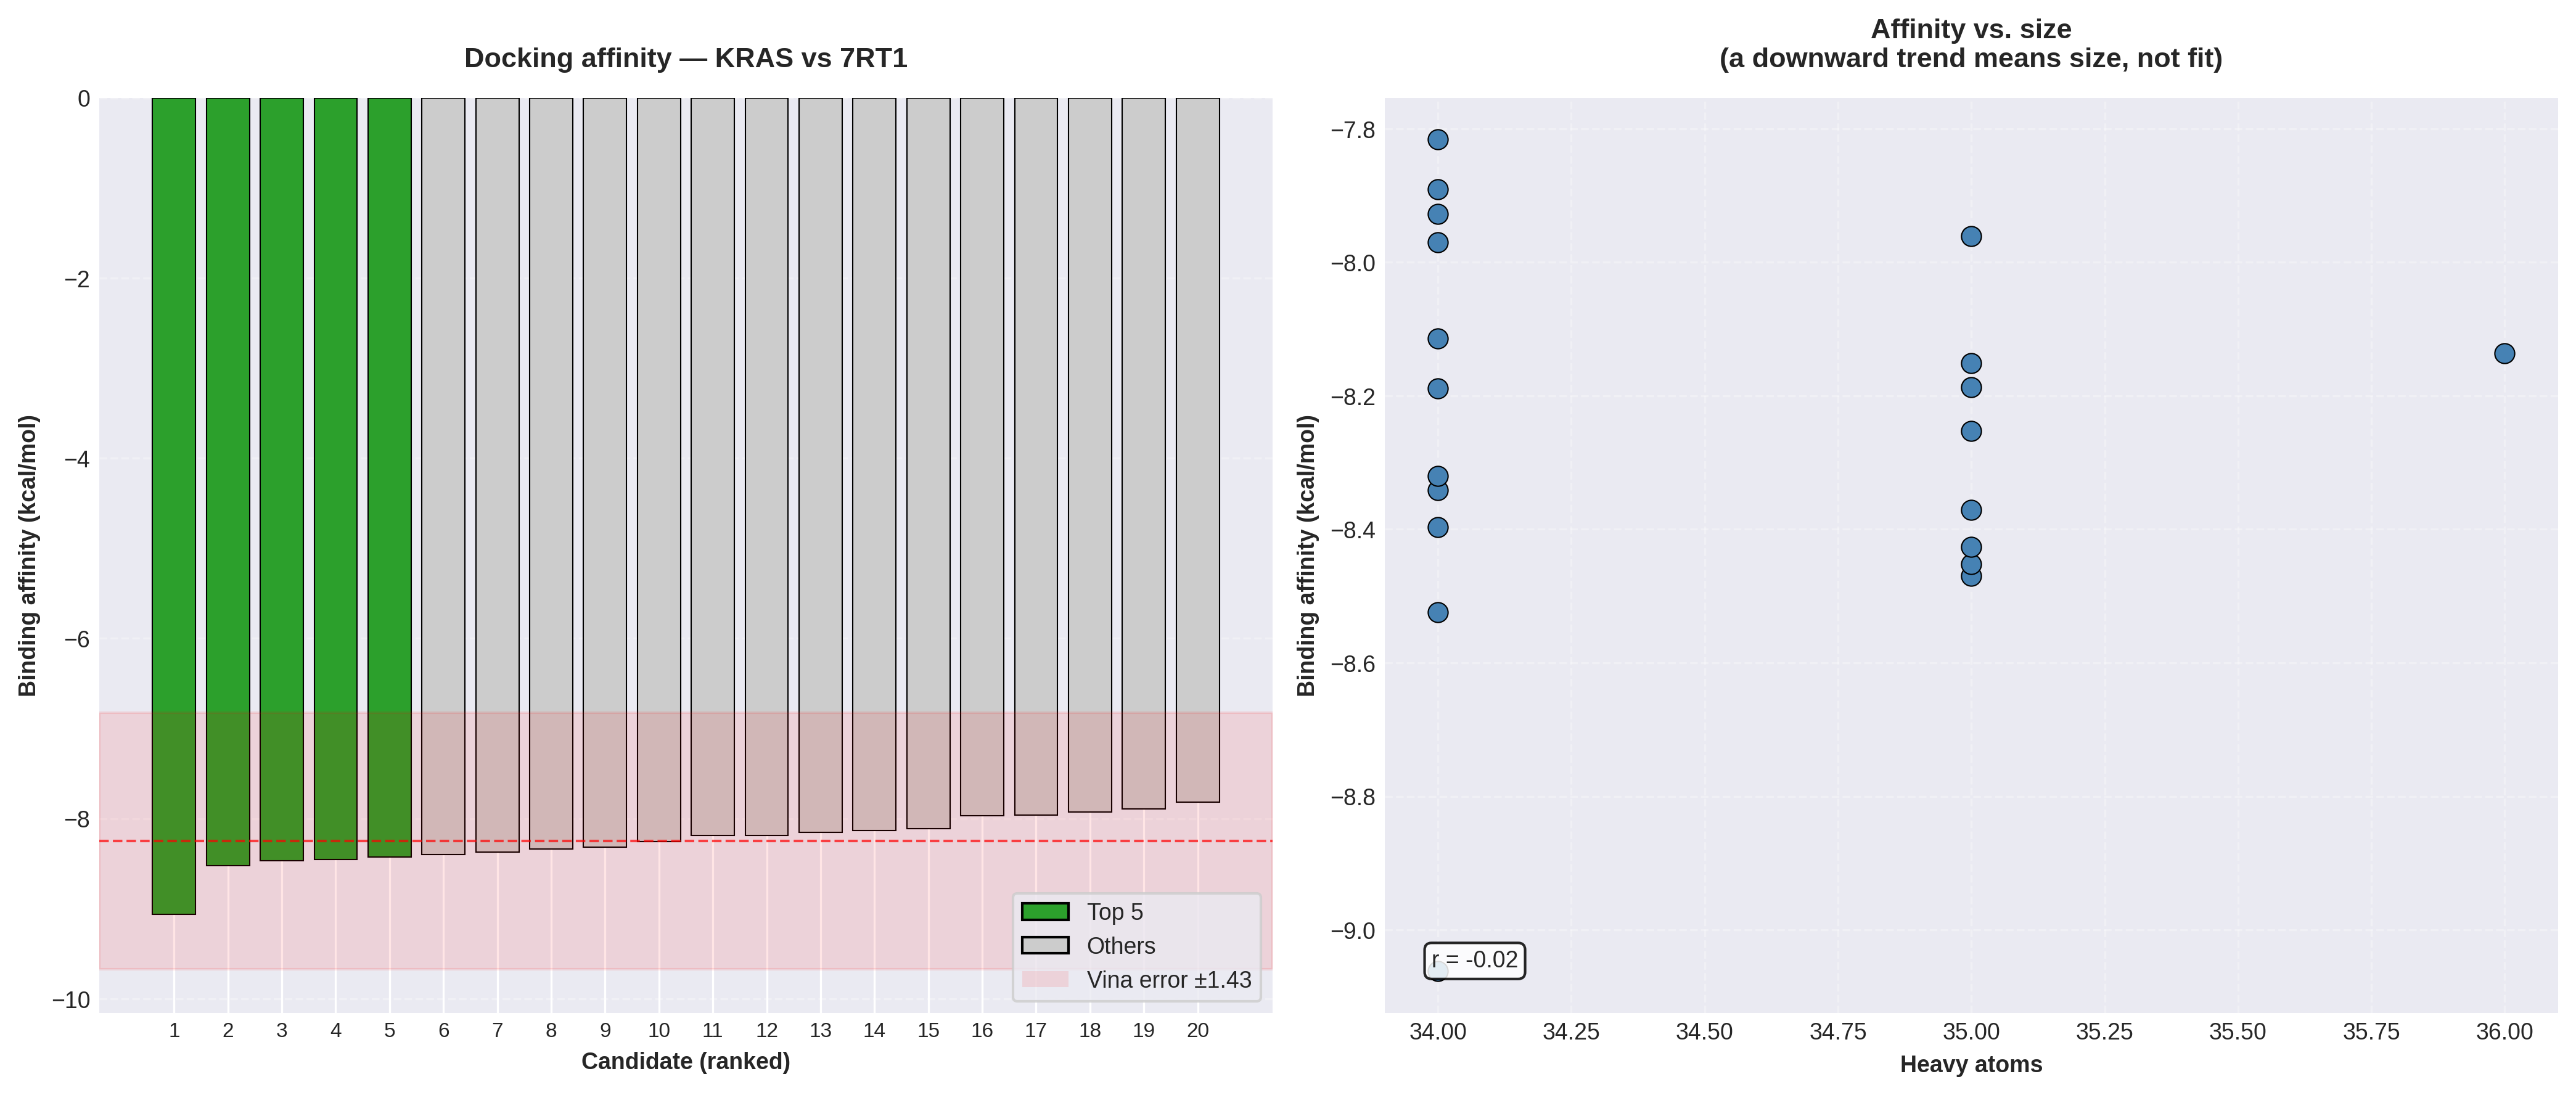 Docking affinity — KRAS vs 7RT1
Binding affinity (kcal/mol)
0
−2
−4
−6
−8
−10
1 2 3 4 5 6 7 8 9 10 11 12 13 14 15 16 17 18 19 20
Candidate (ranked)
Top 5
Others
Vina error ±1.43
Affinity vs. size
(a downward trend means size, not fit)
Binding affinity (kcal/mol)
−7.8
−8.0
−8.2
−8.4
−8.6
−8.8
−9.0
r = -0.02
34.00 34.25 34.50 34.75 35.00 35.25 35.50 35.75 36.00
Heavy atoms